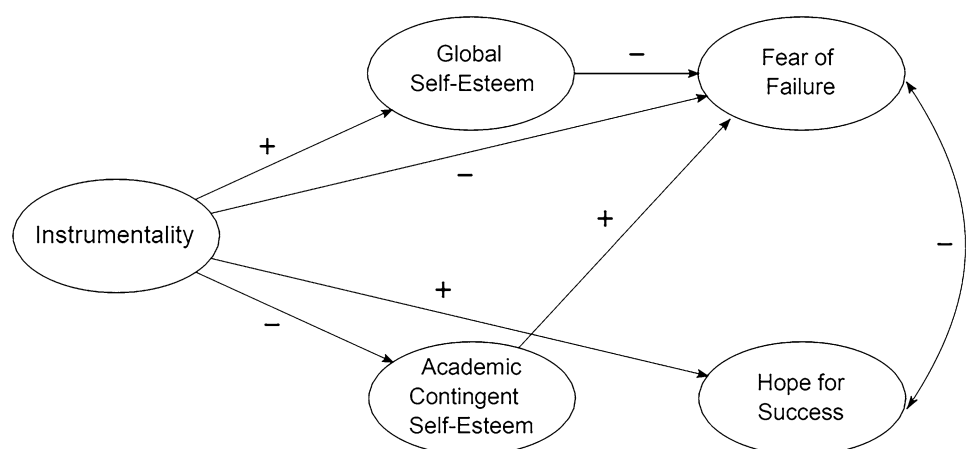 Global
Self-Esteem
−
Fear of
Failure
+
−
Instrumentality
+
−
+
−
Academic
Contingent
Self-Esteem
Hope for
Success